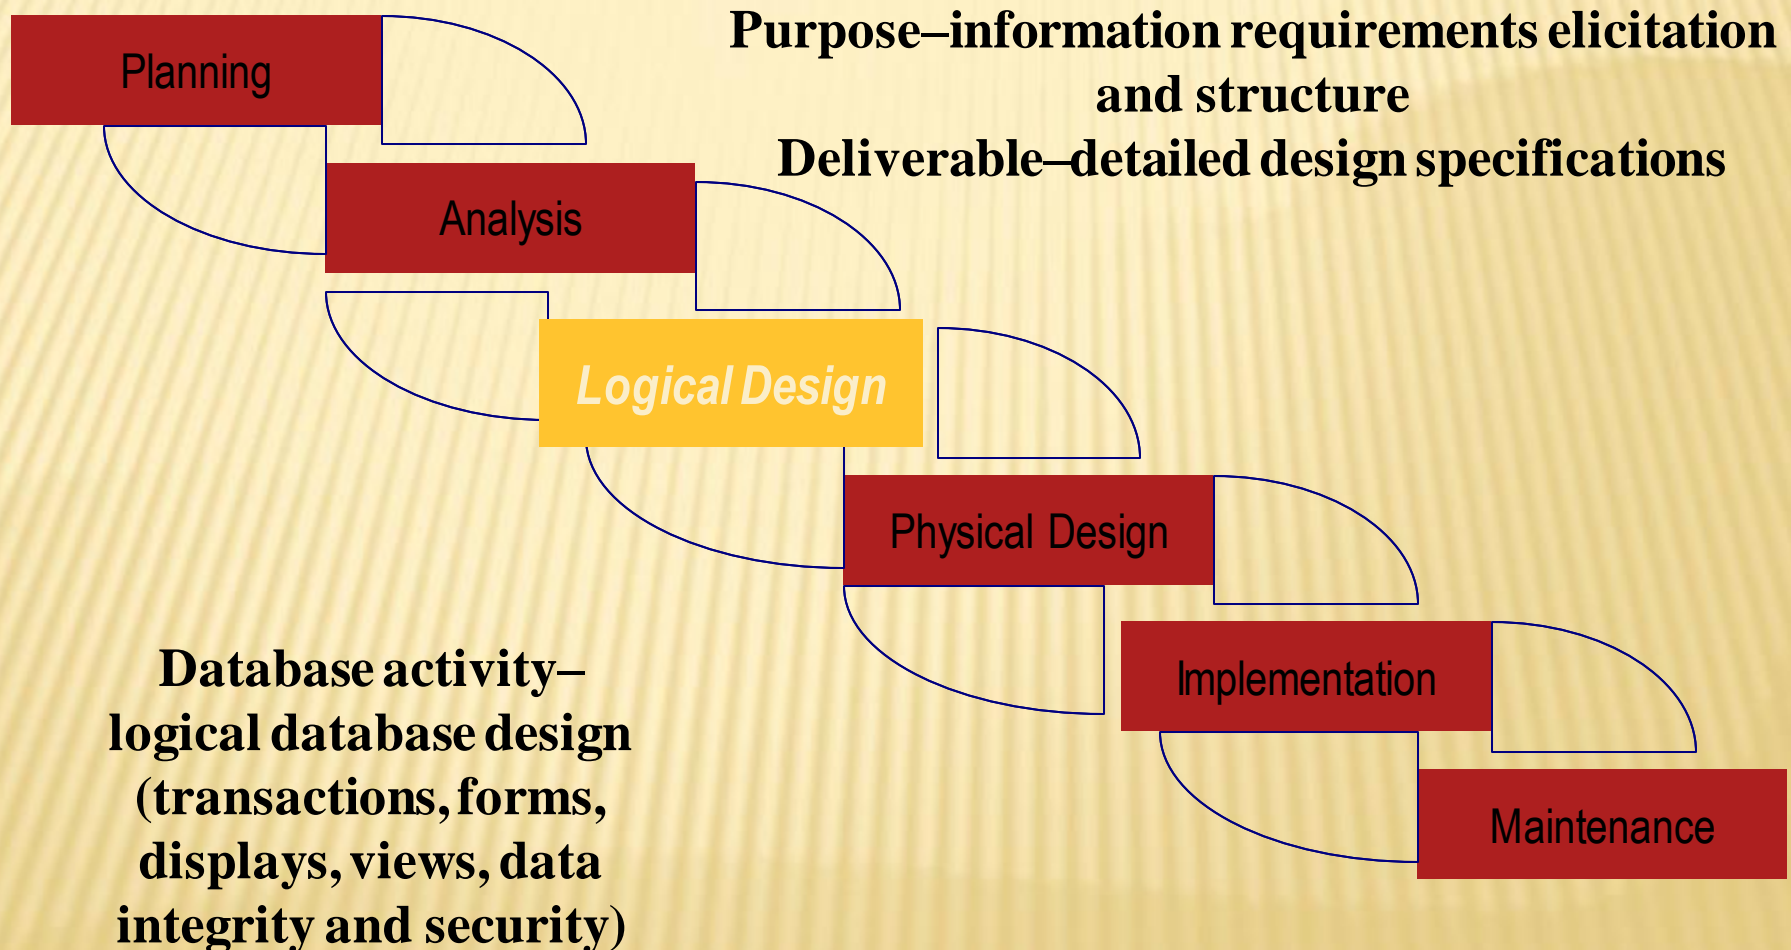 Planning
Purpose–information requirements elicitation
and structure
Deliverable–detailed design specifications
Analysis
Logical Design
Physical Design
Implementation
Maintenance
Database activity–
logical database design
(transactions, forms,
displays, views, data
integrity and security)